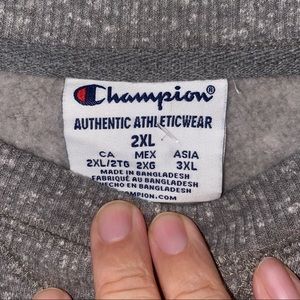 Champion®
AUTHENTIC ATHLETICWEAR
2XL
CA MEX ASIA
2XL/2TG 2XG 3XL
MADE IN BANGLADESH
FABRIQUÉ AU BANGLADESH
HECHO EN BANGLADESH
CHAMPION.COM